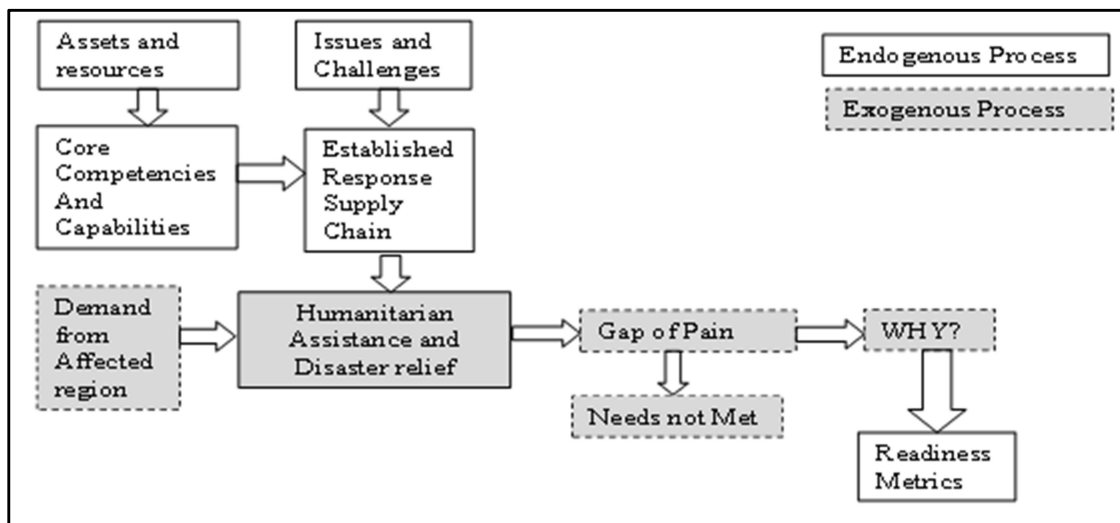 Assets and
resources
Issues and
Challenges
Endogenous Process
Exogenous Process
Core
Competencies
And
Capabilities
Established
Response
Supply
Chain
Demand
from
Affected
region
Humanitarian
Assistance and
Disaster relief
Gap of Pain
WHY?
Needs not Met
Readiness
Metrics